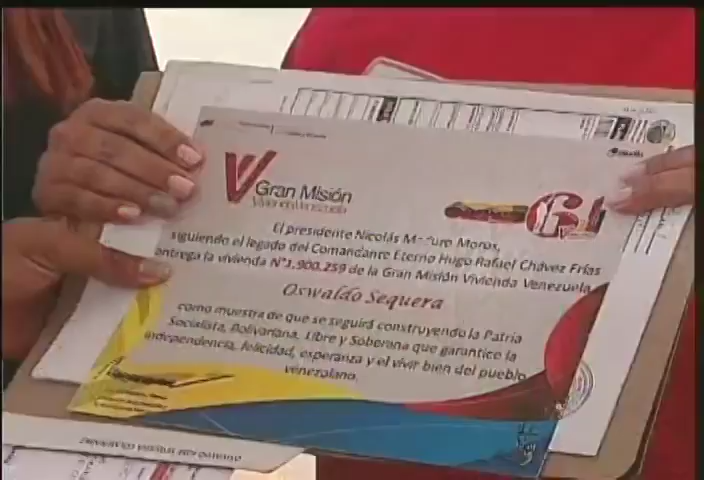 Gran Misión
Vivienda Venezuela
El presidente Nicolás Maduro Moros,
siguiendo el legado del Comandante Eterno Hugo Rafael Chávez Frías
entrega la vivienda N°1.900.259 de la Gran Misión Vivienda Venezuela
Oswaldo Sequera
como muestra de que se seguirá construyendo la Patria
Socialista, Bolivariana, Libre y Soberana que garantice la
independencia, felicidad, esperanza y el vivir bien del pueblo
venezolano.